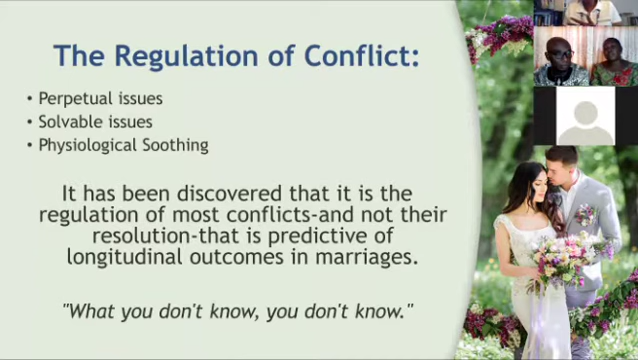 The Regulation of Conflict:
• Perpetual issues
• Solvable issues
• Physiological Soothing
It has been discovered that it is the
regulation of most conflicts-and not their
resolution-that is predictive of
longitudinal outcomes in marriages.
"What you don't know, you don't know."